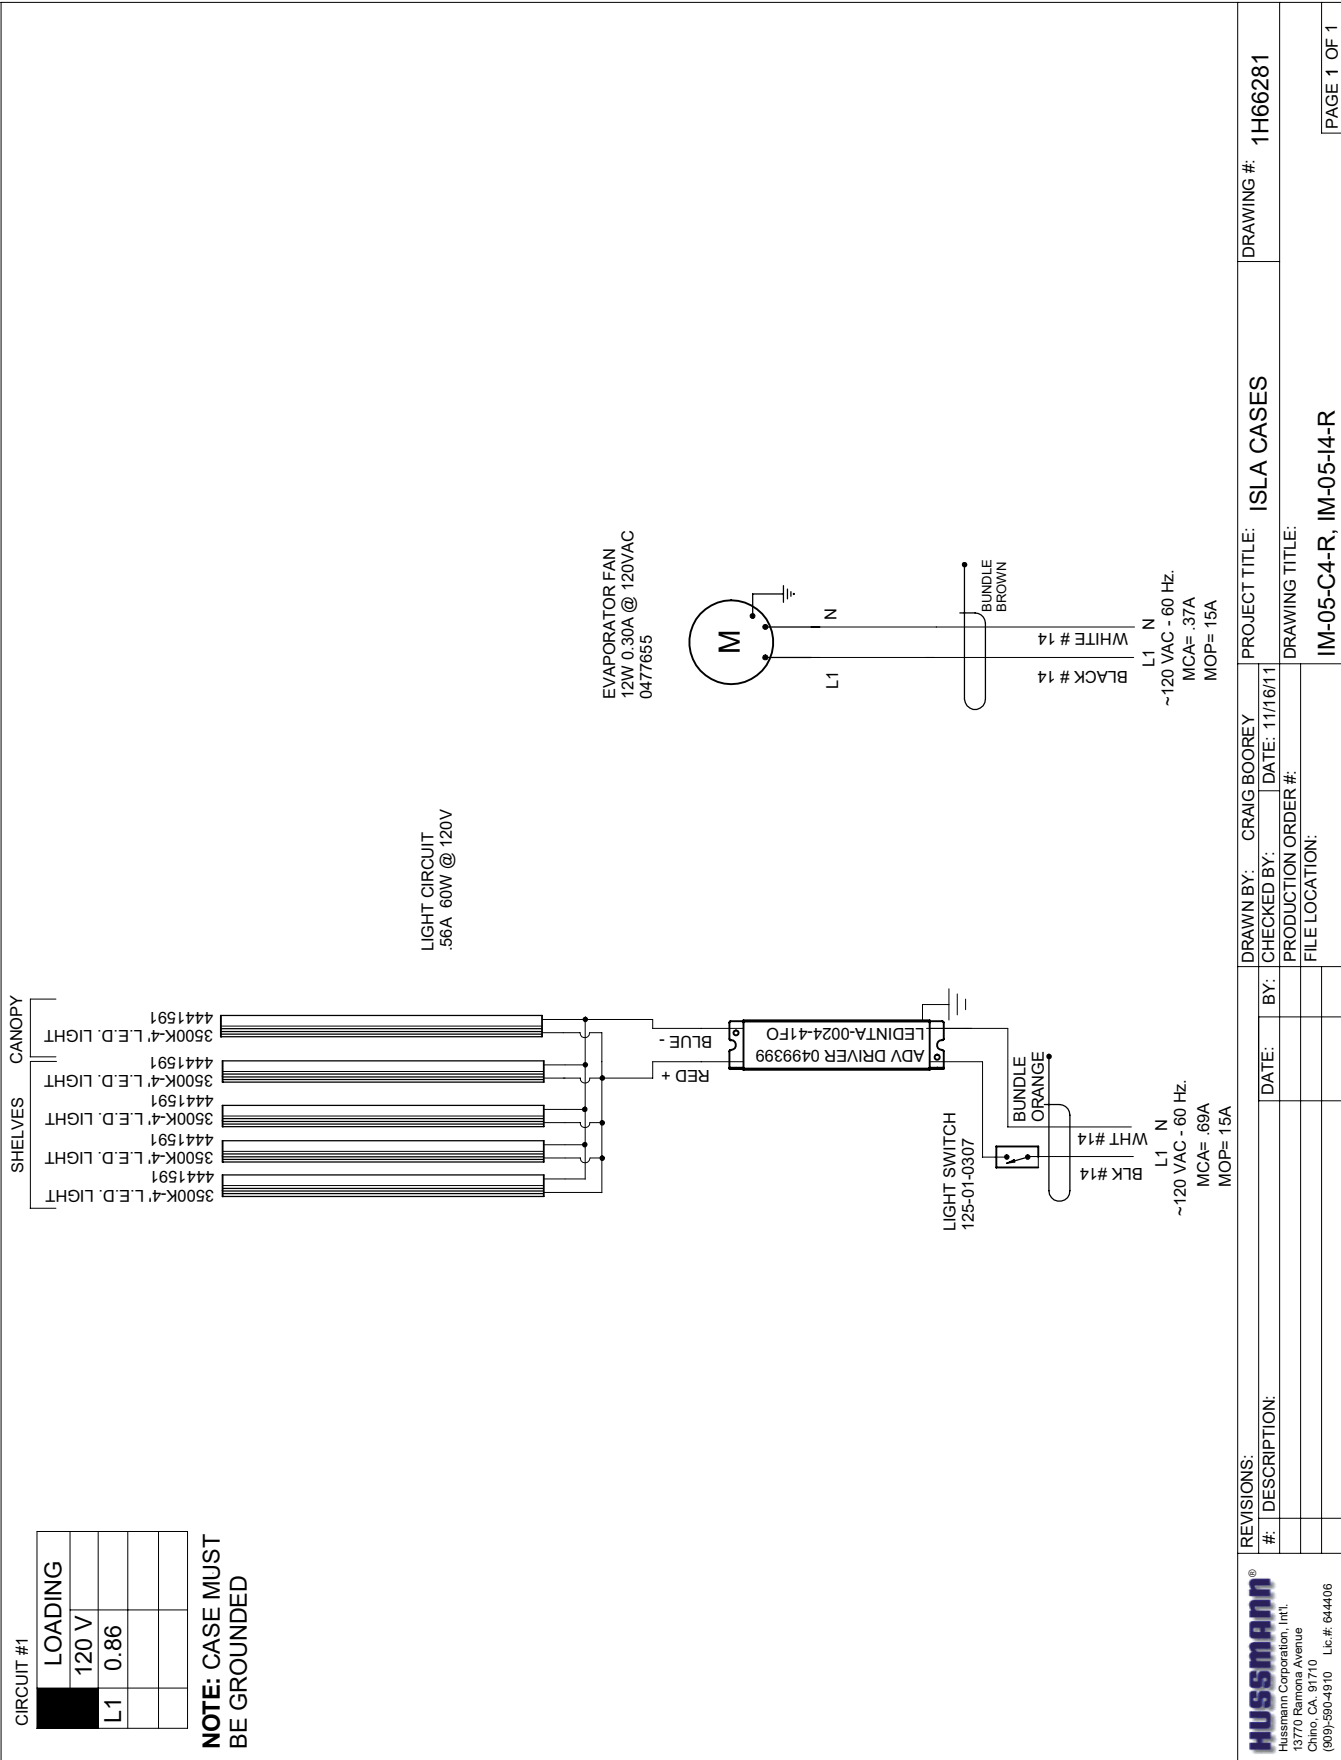 CIRCUIT #1
LOADING
120 V
L1 0.86
NOTE: CASE MUST
BE GROUNDED
SHELVES
CANOPY
3500K-4' L.E.D. LIGHT
4441591
3500K-4' L.E.D. LIGHT
4441591
3500K-4' L.E.D. LIGHT
4441591
3500K-4' L.E.D. LIGHT
4441591
3500K-4' L.E.D. LIGHT
4441591
LIGHT CIRCUIT
.56A 60W @ 120V
RED +
BLUE -
ADV DRIVER 0499399
LEDINTA-0024-41FO
LIGHT SWITCH
125-01-0307
BUNDLE
ORANGE
BLK #14
WHT #14
L1 N
~120 VAC - 60 Hz.
MCA= .69A
MOP= 15A
EVAPORATOR FAN
12W 0.30A @ 120VAC
0477655
M
L1
N
BUNDLE
BROWN
BLACK # 14
WHITE # 14
L1 N
~120 VAC - 60 Hz.
MCA= .37A
MOP= 15A
HUSSMANN®
Hussmann Corporation, Int'l.
13770 Ramona Avenue
Chino, CA. 91710
(909)-590-4910 Lic.#: 644406
REVISIONS:
#: DESCRIPTION:
DATE:
BY:
DRAWN BY: CRAIG BOOREY
CHECKED BY:
DATE: 11/16/11
PRODUCTION ORDER #:
FILE LOCATION:
PROJECT TITLE: ISLA CASES
DRAWING TITLE:
IM-05-C4-R, IM-05-I4-R
DRAWING #: 1H66281
PAGE 1 OF 1